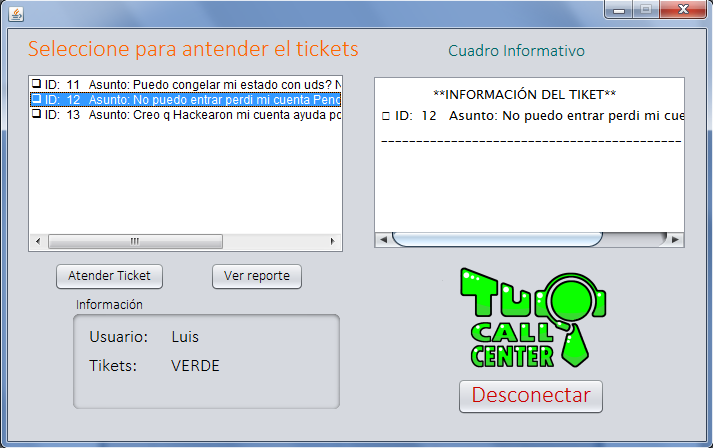 Seleccione para antender el tickets
Cuadro Informativo
❑ ID: 11 Asunto: Puedo congelar mi estado con uds? N
❑ ID: 12 Asunto: No puedo entrar perdi mi cuenta Pend
❑ ID: 13 Asunto: Creo q Hackearon mi cuenta ayuda po
**INFORMACIÓN DEL TIKET**
❑ ID: 12 Asunto: No puedo entrar perdi mi cue
Atender Ticket
Ver reporte
Información
Usuario: Luis
Tikets: VERDE
Tu
CALL
CENTER
Desconectar